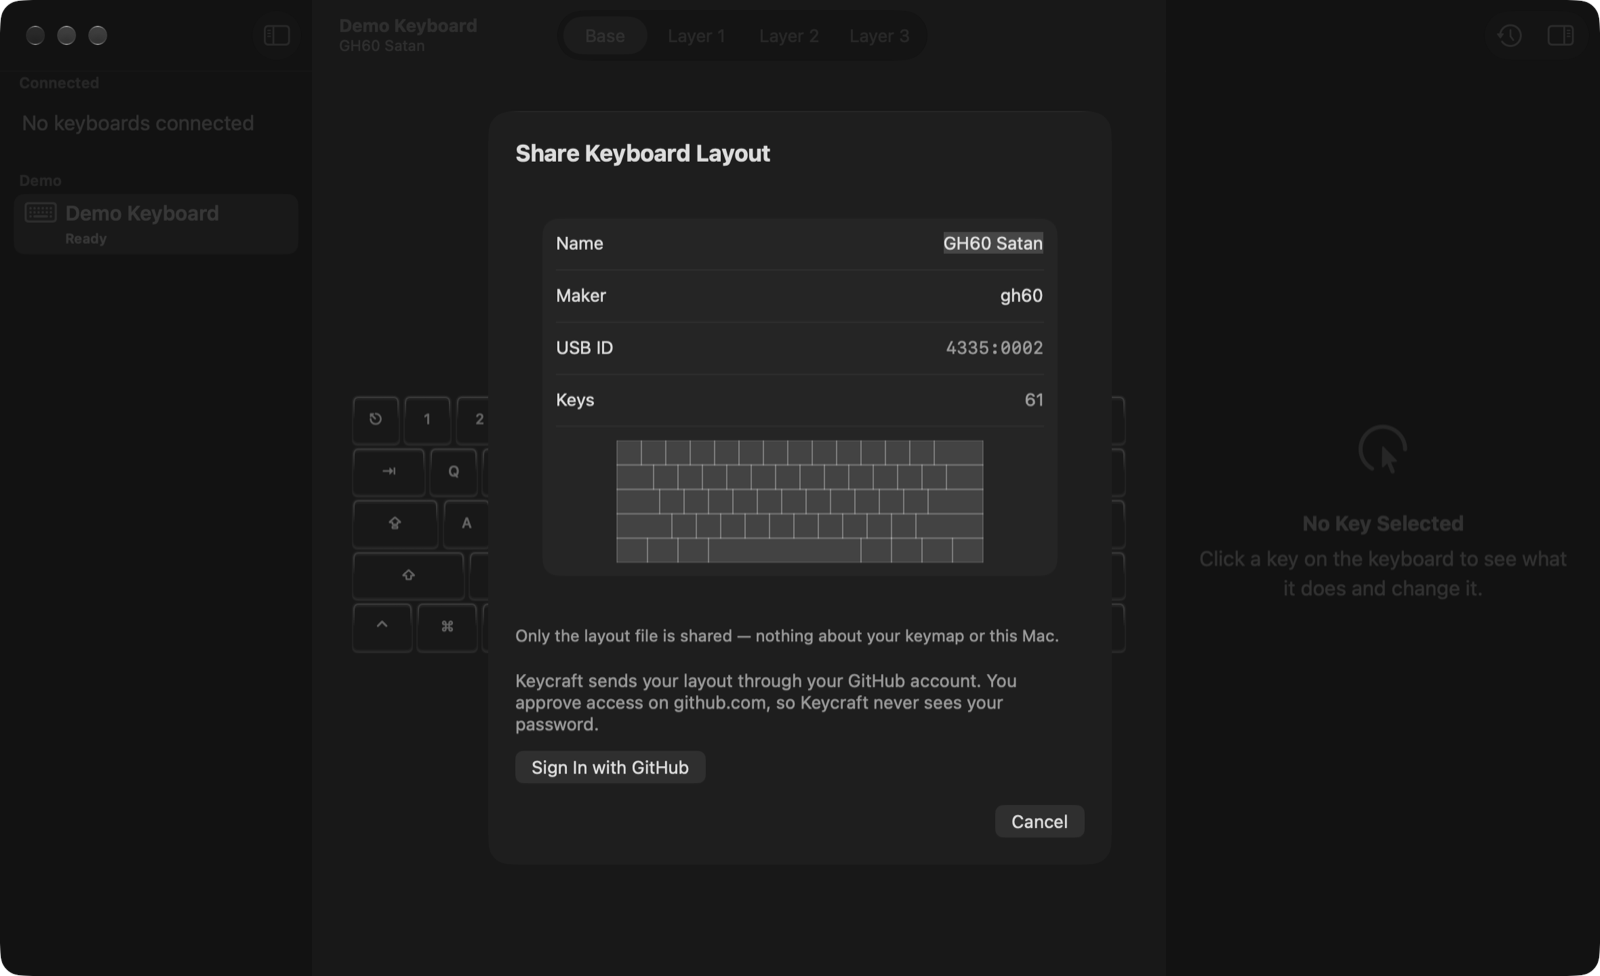 Demo Keyboard
GH60 Satan
Base
Layer 1
Layer 2
Layer 3
Connected
No keyboards connected
Demo
Demo Keyboard
Ready
1
2
Q
A
Share Keyboard Layout
Name
GH60 Satan
Maker
gh60
USB ID
4335:0002
Keys
61
Only the layout file is shared — nothing about your keymap or this Mac.
Keycraft sends your layout through your GitHub account. You
approve access on github.com, so Keycraft never sees your
password.
Sign In with GitHub
Cancel
No Key Selected
Click a key on the keyboard to see what
it does and change it.